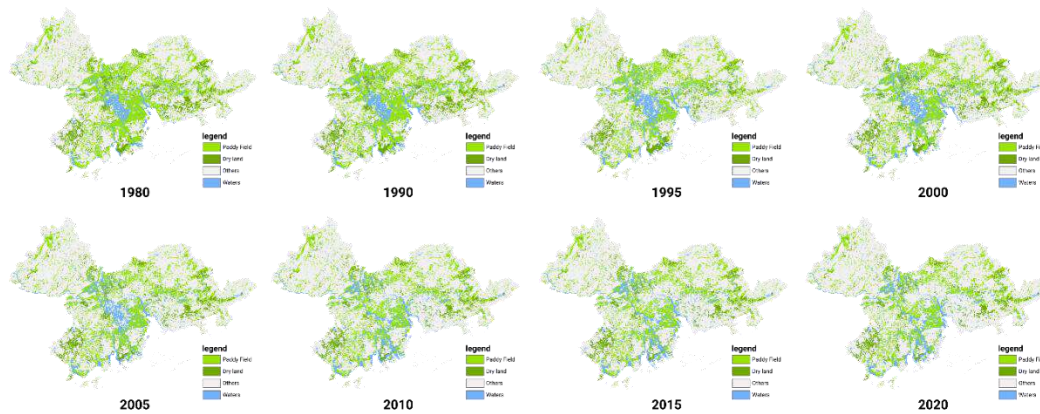 legend
Paddy Field
Dry land
Others
Waters
1980
legend
Paddy Field
Dry land
Others
Waters
1990
legend
Paddy Field
Dry land
Others
Waters
1995
legend
Paddy Fi
Dry land
Others
Waters
2000
legend
Paddy Field
Dry land
Others
Waters
2005
legend
Paddy Field
Dry land
Others
Waters
2010
legend
Paddy Field
Dry land
Others
Waters
2015
legend
Paddy Fi
Dry land
Others
Waters
2020